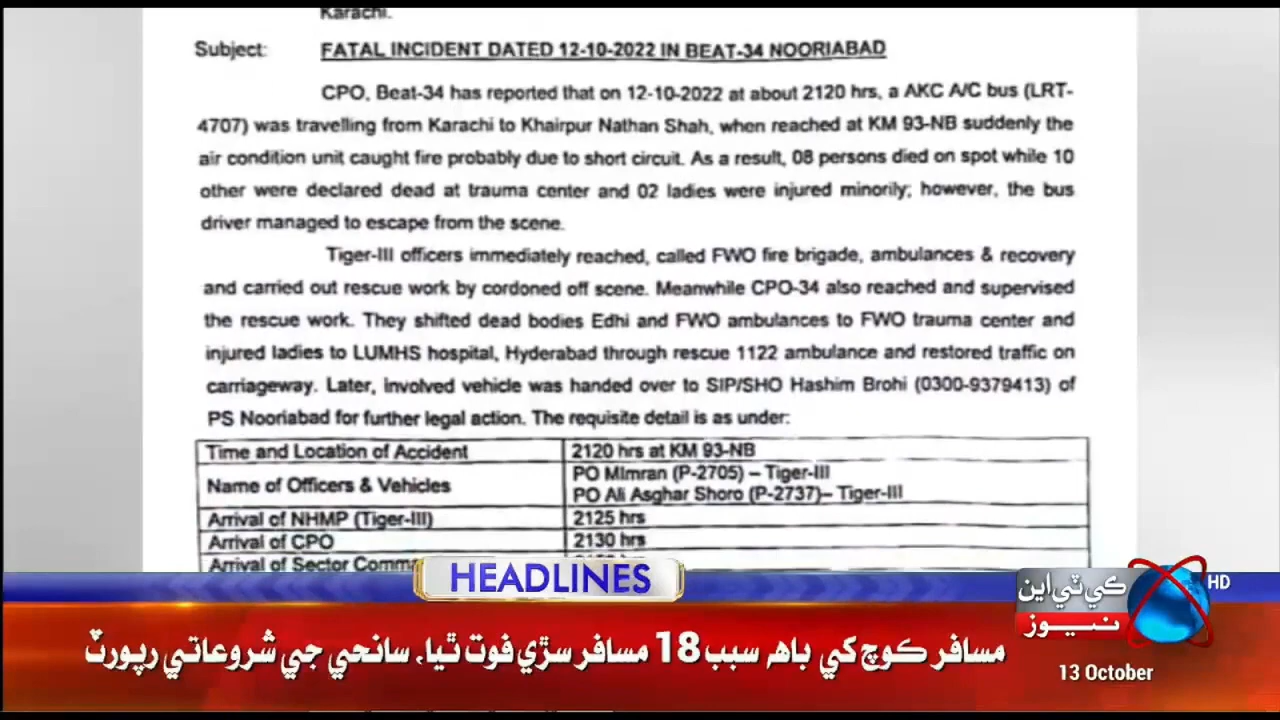 Karachi.
Subject: FATAL INCIDENT DATED 12-10-2022 IN BEAT-34 NOORIABAD
CPO, Beat-34 has reported that on 12-10-2022 at about 2120 hrs, a AKC A/C bus (LRT-
4707) was travelling from Karachi to Khairpur Nathan Shah, when reached at KM 93-NB suddenly the
air condition unit caught fire probably due to short circuit. As a result, 08 persons died on spot while 10
other were declared dead at trauma center and 02 ladies were injured minorily; however, the bus
driver managed to escape from the scene.
Tiger-III officers immediately reached, called FWO fire brigade, ambulances & recovery
and carried out rescue work by cordoned off scene. Meanwhile CPO-34 also reached and supervised
the rescue work. They shifted dead bodies Edhi and FWO ambulances to FWO trauma center and
injured ladies to LUMHS hospital, Hyderabad through rescue 1122 ambulance and restored traffic on
carriageway. Later, involved vehicle was handed over to SIP/SHO Hashim Brohi (0300-9379413) of
PS Nooriabad for further legal action. The requisite detail is as under:
Time and Location of Accident 2120 hrs at KM 93-NB
Name of Officers & Vehicles PO MImran (P-2705) – Tiger-III
PO Ali Asghar Shoro (P-2737)– Tiger-III
Arrival of NHMP (Tiger-III) 2125 hrs
Arrival of CPO 2130 hrs
Arrival of Sector
HEADLINES
ڪي ٽي اين HD
نيوز
مسافر ڪوچ کي باهه سبب 18 مسافر سڙي فوت ٿيا، سانحي جي شروعاتي رپورٽ
13 October